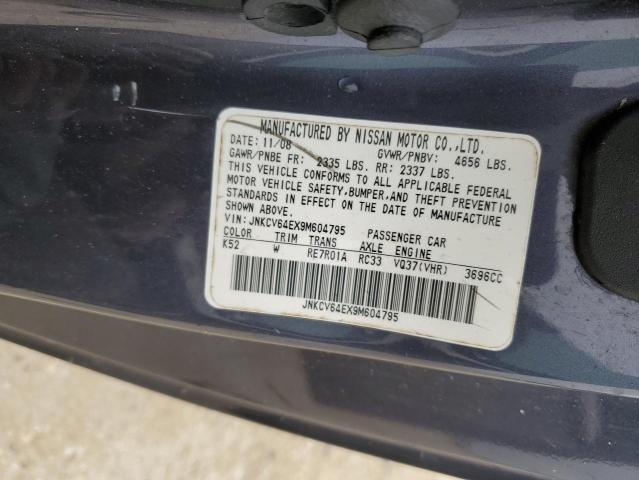 MANUFACTURED BY NISSAN MOTOR CO.,LTD.
DATE: 11/08 GVWR/PNBV: 4656 LBS.
GAWR/PNBE FR: 2335 LBS. RR: 2337 LBS.
THIS VEHICLE CONFORMS TO ALL APPLICABLE FEDERAL
MOTOR VEHICLE SAFETY,BUMPER,AND THEFT PREVENTION
STANDARDS IN EFFECT ON THE DATE OF MANUFACTURE
SHOWN ABOVE.
VIN: JNKCV64EX9M604795 PASSENGER CAR
COLOR TRIM TRANS AXLE ENGINE
K52 W RE7R01A RC33 VQ37(VHR) 3696CC
JNKCV64EX9M604795